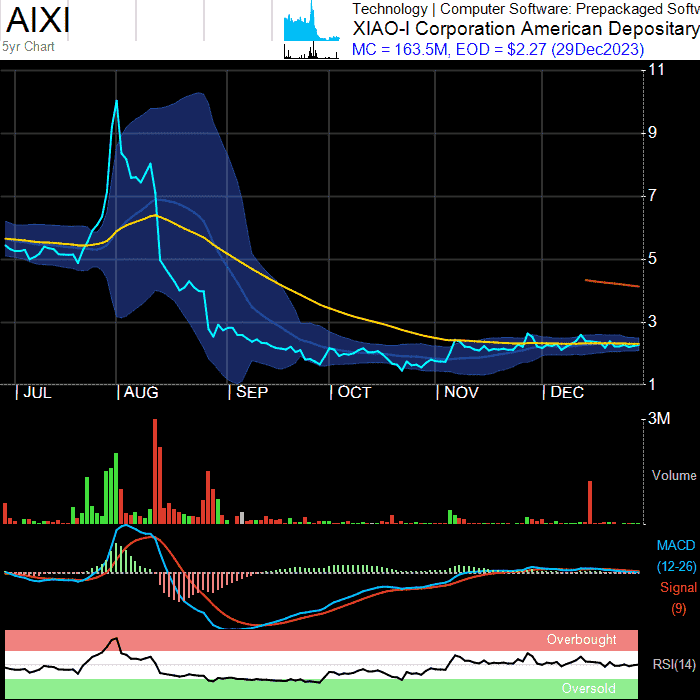 AIXI
5yr Chart
Technology | Computer Software: Prepackaged Softw
XIAO-I Corporation American Depositary
MC = 163.5M, EOD = $2.27 (29Dec2023)
11
9
7
5
3
1
JUL AUG SEP OCT NOV DEC
3M
Volume
MACD
(12-26)
Signal
(9)
Overbought
RSI(14)
Oversold